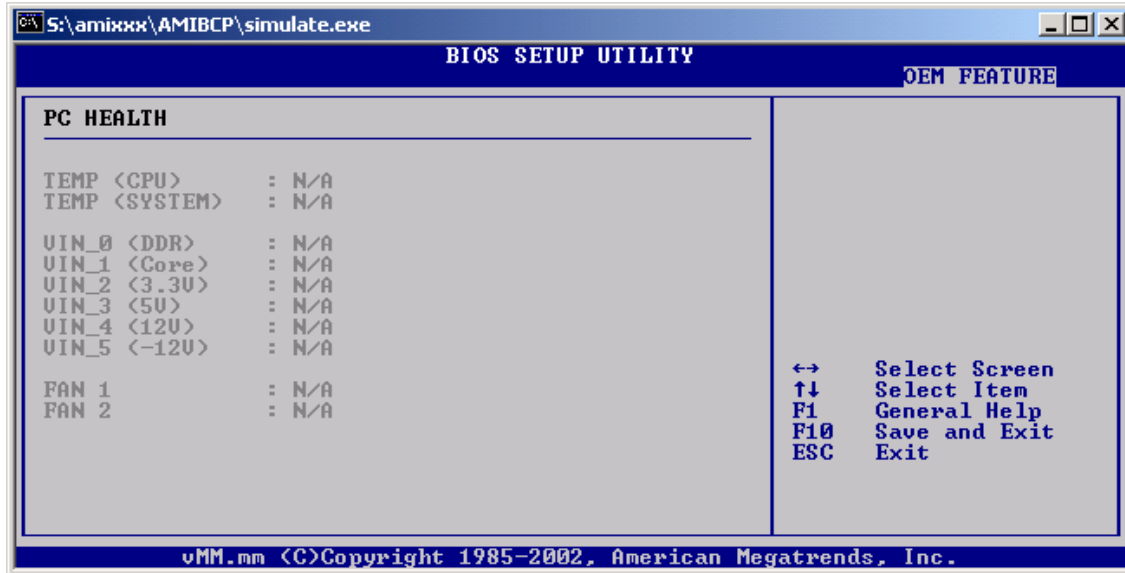 S:\amixxx\AMIBCP\simulate.exe
BIOS SETUP UTILITY
OEM FEATURE
PC HEALTH
TEMP (CPU) : N/A
TEMP (SYSTEM) : N/A
VIN_0 (DDR) : N/A
VIN_1 (Core) : N/A
VIN_2 (3.3V) : N/A
VIN_3 (5V) : N/A
VIN_4 (12V) : N/A
VIN_5 (-12V) : N/A
FAN 1 : N/A
FAN 2 : N/A
↔ Select Screen
↑↓ Select Item
F1 General Help
F10 Save and Exit
ESC Exit
vMM.mm (C)Copyright 1985-2002, American Megatrends, Inc.